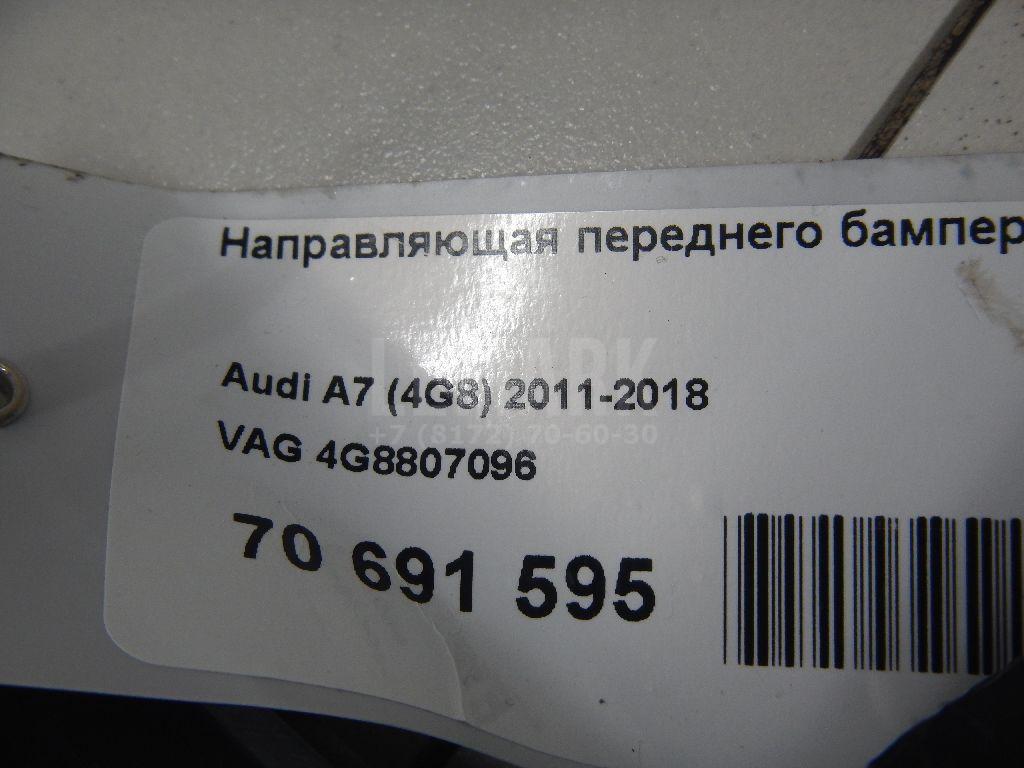 Направляющая переднего бампер
Audi A7 (4G8) 2011-2018
+7 (8172) 70-60-30
VAG 4G8807096
70 691 595